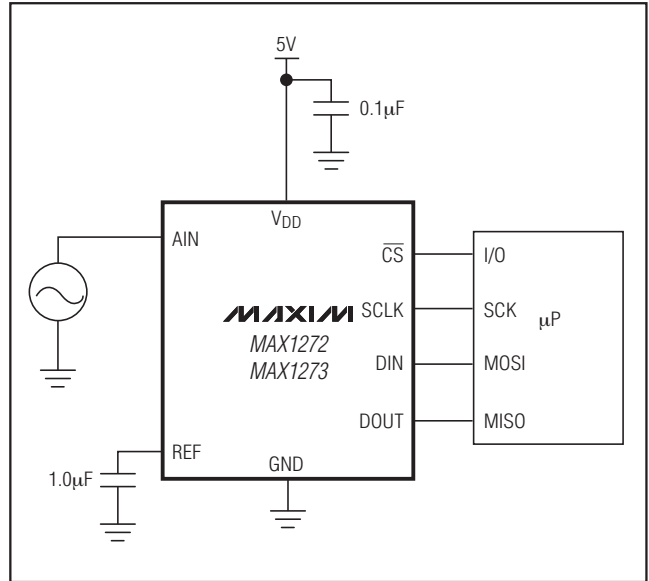 5V
0.1μF
VDD
AIN
CS
I/O
MAXIM
SCLK
SCK
μP
MAX1272
MAX1273
DIN
MOSI
DOUT
MISO
REF
GND
1.0μF